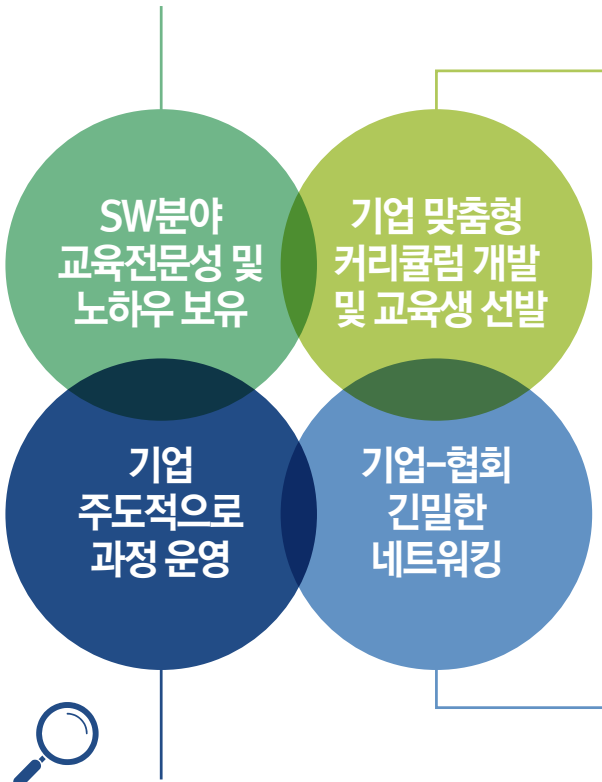 SW분야
교육전문성 및
노하우 보유
기업 맞춤형
커리큘럼 개발
및 교육생 선발
기업
주도적으로
과정 운영
기업-협회
긴밀한
네트워킹